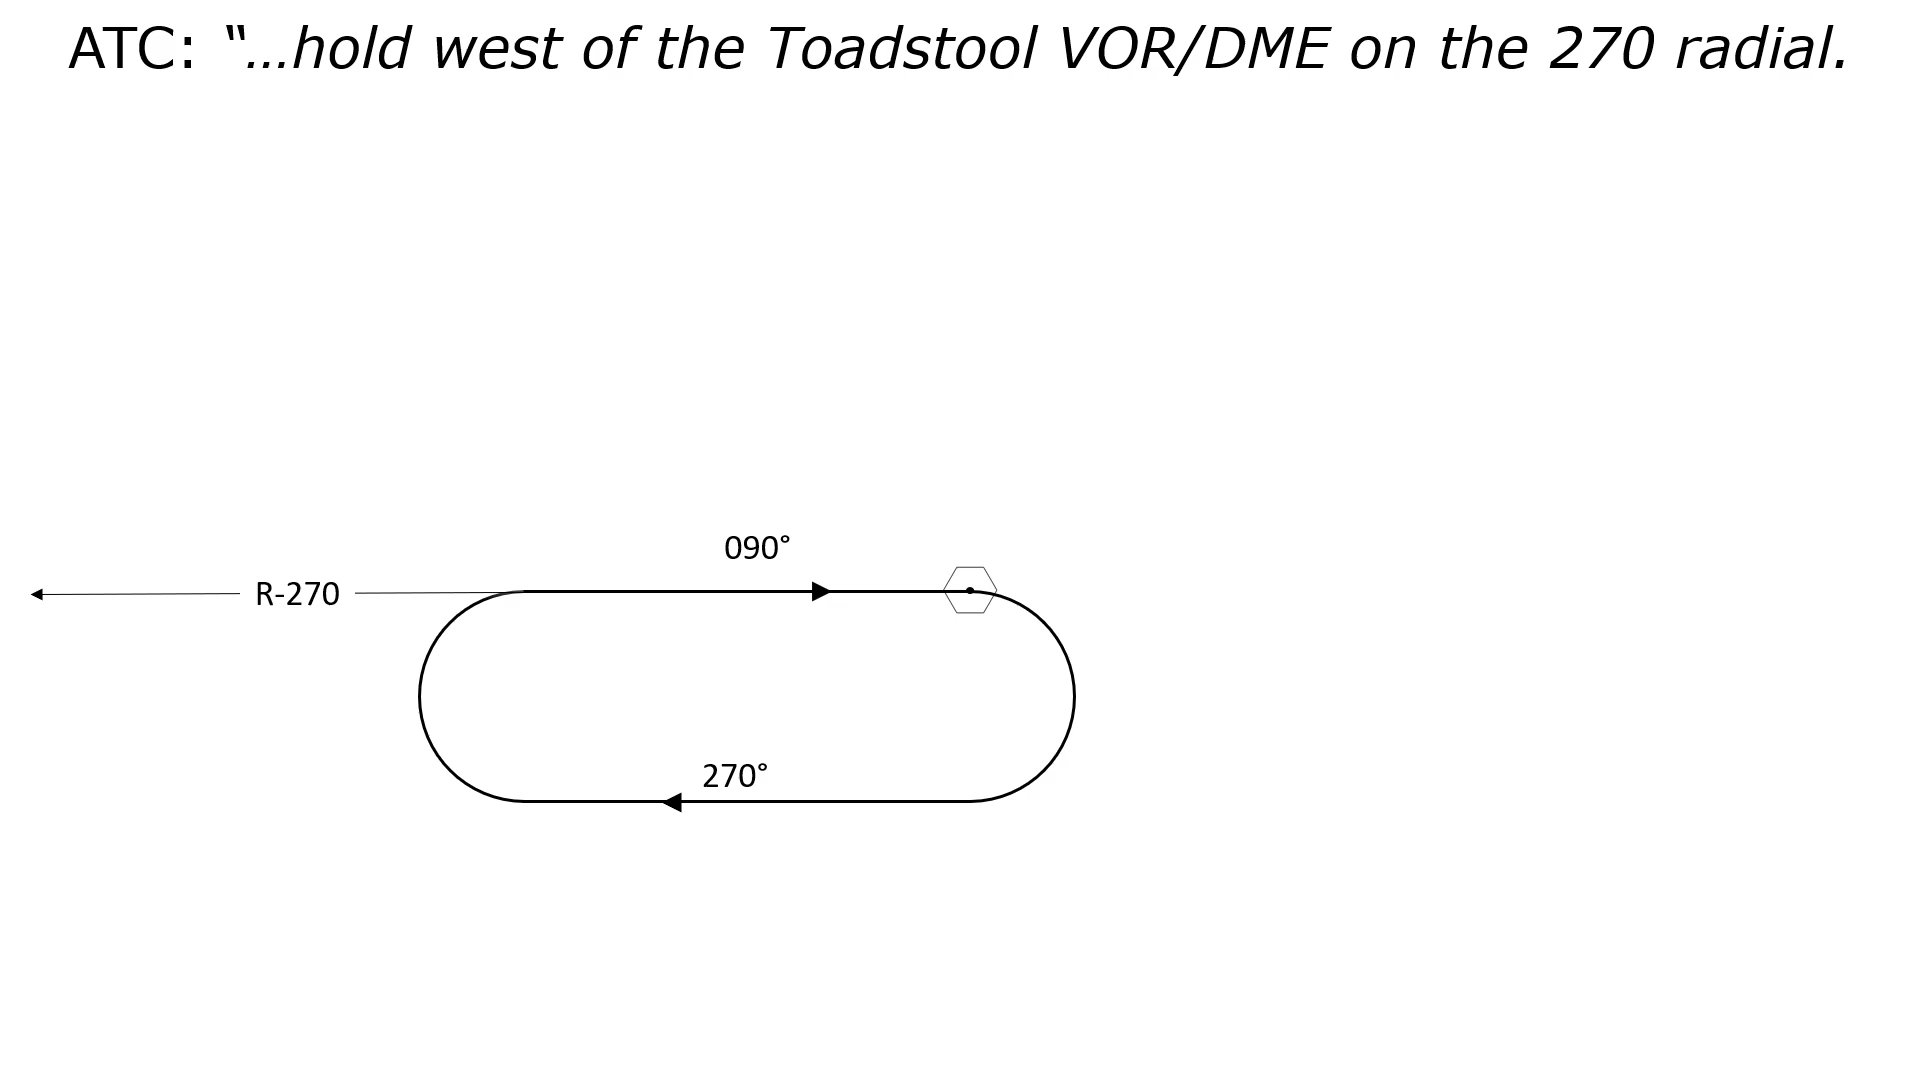 ATC: “…hold west of the Toadstool VOR/DME on the 270 radial.
090°
R-270
270°